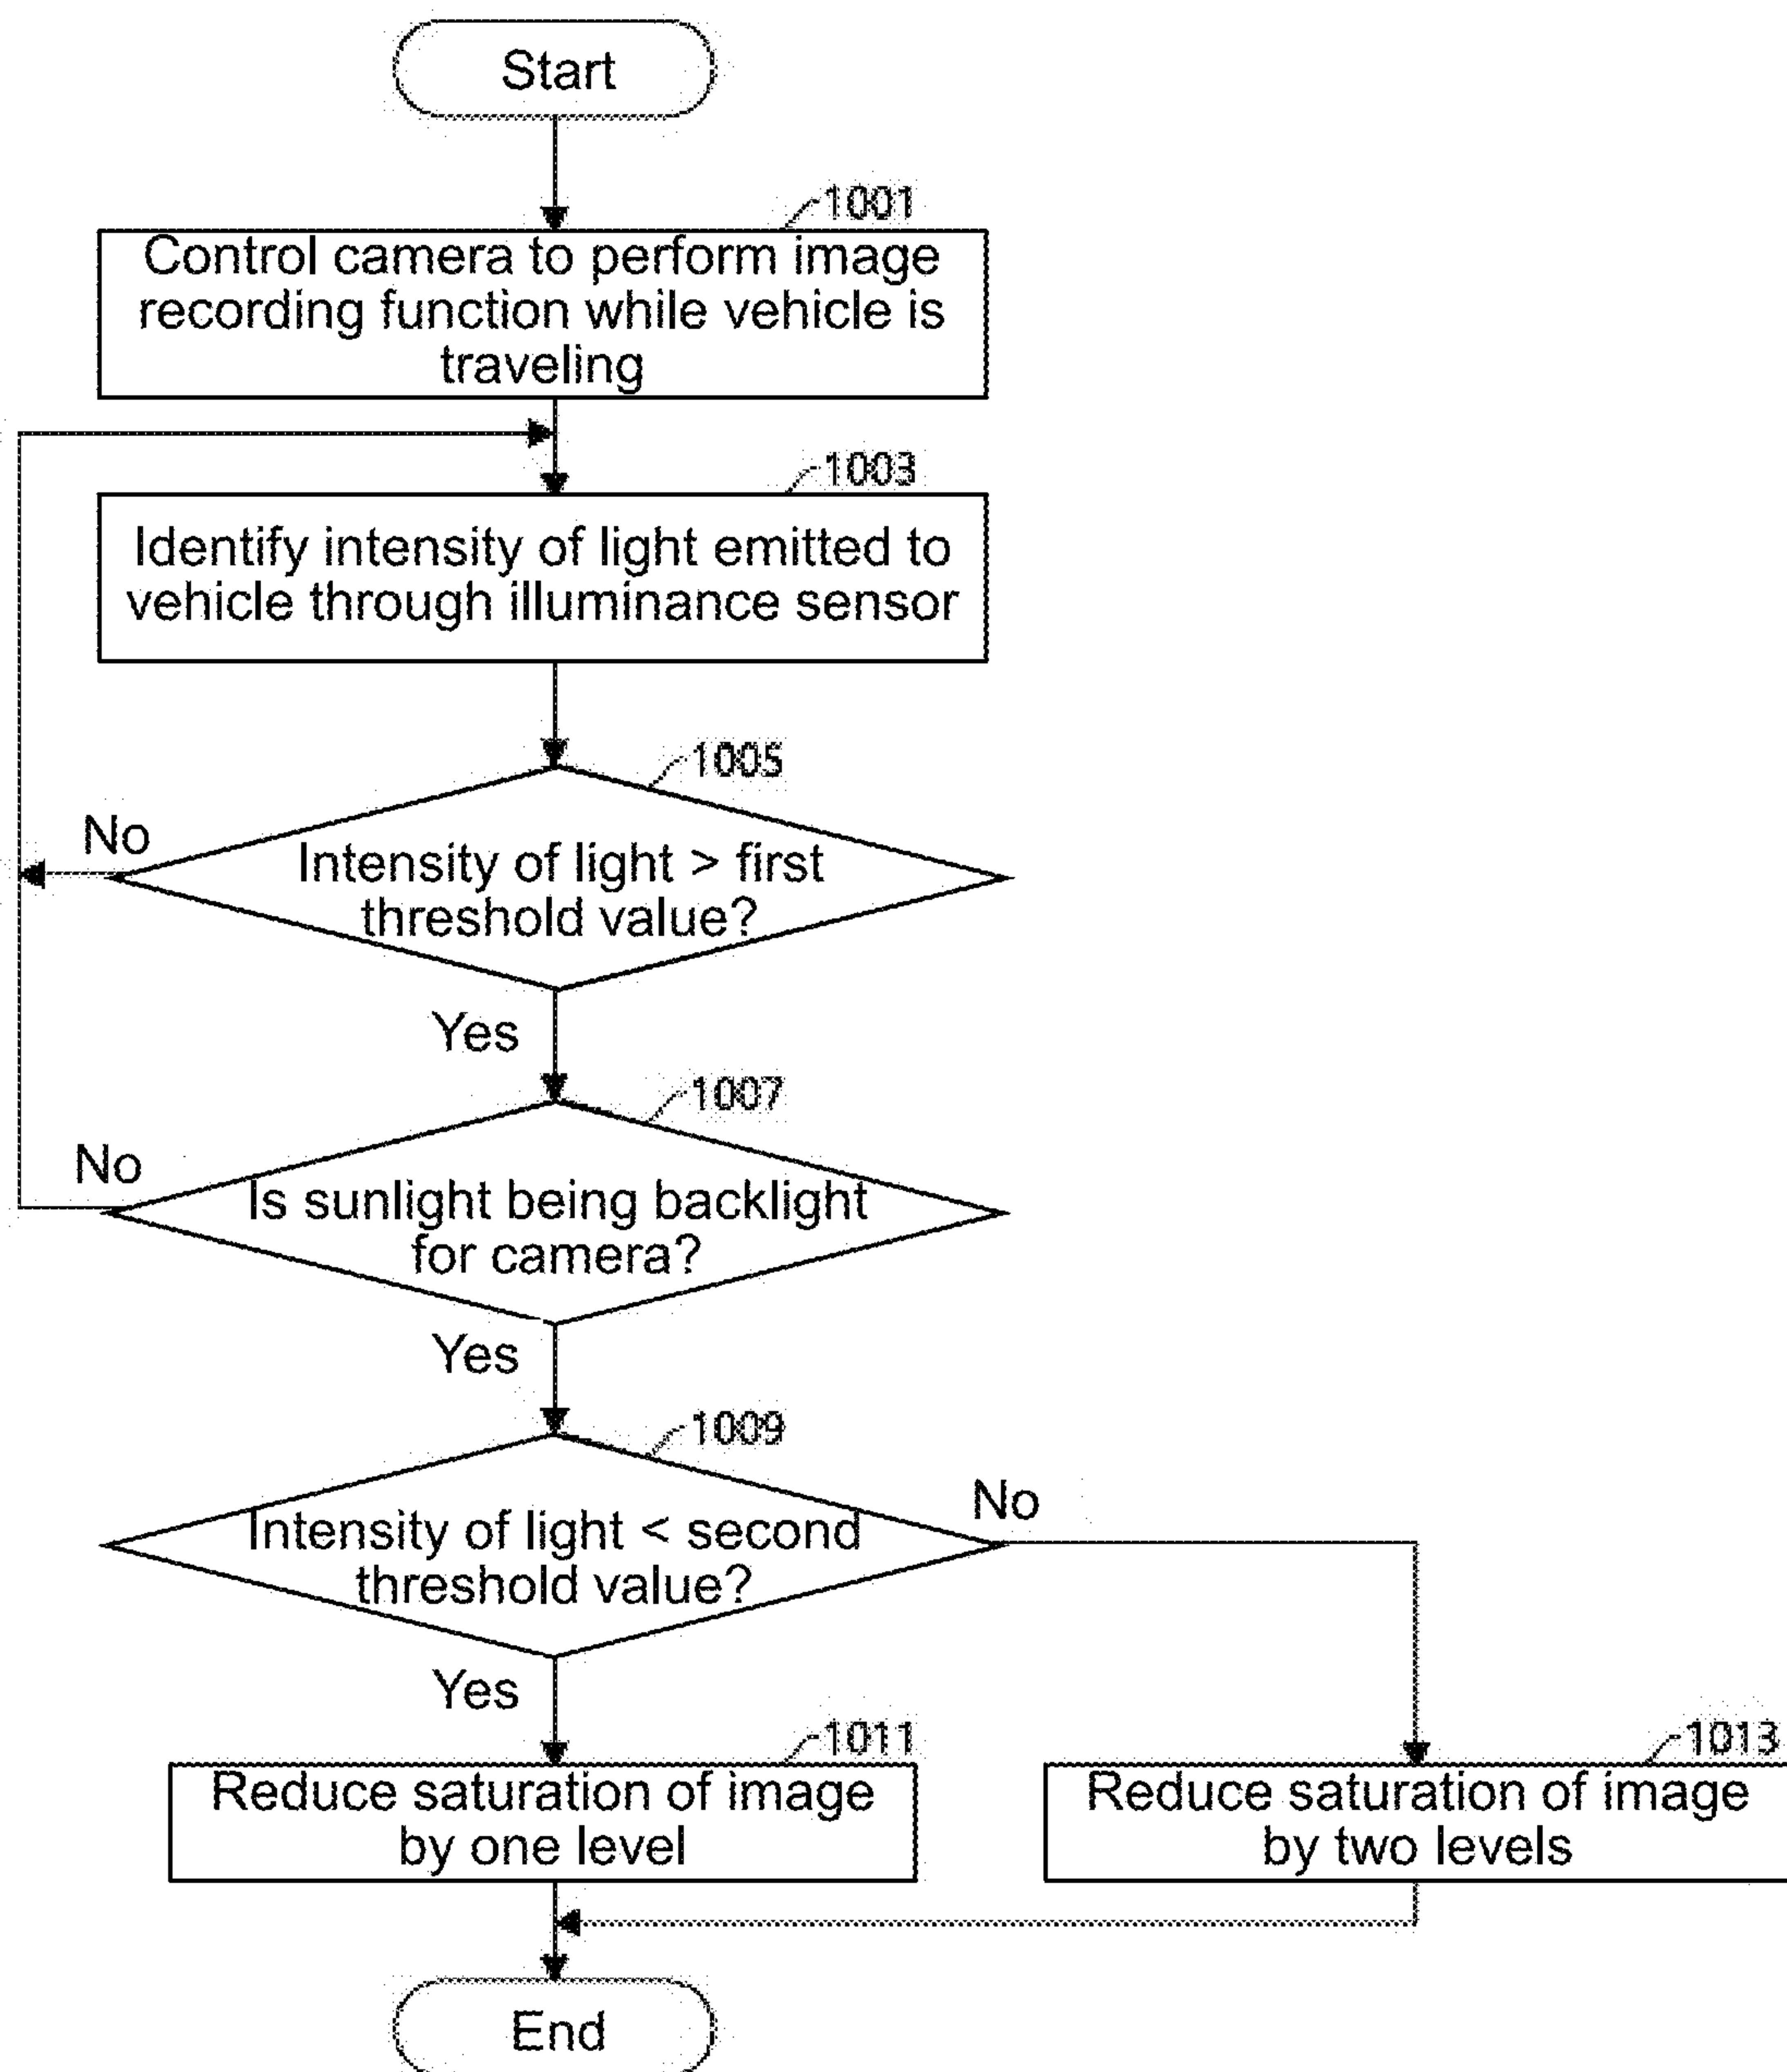 Start
1001
Control camera to perform image
recording function while vehicle is
traveling
1003
Identify intensity of light emitted to
vehicle through illuminance sensor
1005
No
Intensity of light > first
threshold value?
Yes
1007
No
Is sunlight being backlight
for camera?
Yes
1009
No
Intensity of light < second
threshold value?
Yes
1011
Reduce saturation of image
by one level
1013
Reduce saturation of image
by two levels
End